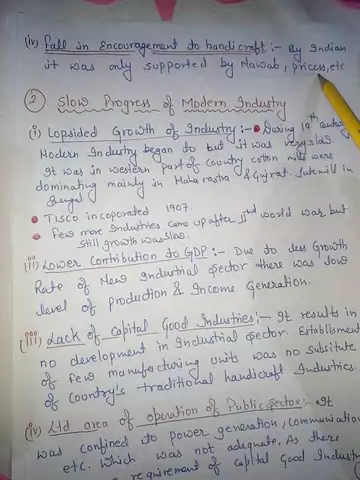 (iv) Fall in Encouragement to handicraft :- By Indian
it was only supported by Nawab, prices, etc
② Slow Progress of Modern Industry
(i) Lopsided Growth of Industry :- During 19th century
Modern Industry began to but it was very slow.
It was in western part of country cotton mill were
dominating mainly in Maharastra & Gujrat. Jute mill in
Bengal
• TISCO incoporated 1907.
• Few more Industries came up after IInd world war but
still growth was slow.
(ii) Lower Contribution to GDP :- Due to less Growth
Rate of New Industrial sector there was low
level of production & Income Generation.
(iii) Lack of Capital Good Industries :- It results in
no development in Industrial sector. Establisment
of few manufacturing units was no subsitute
of country's traditional handicraft Industries.
(iv) Ltd area of operation of Public sector :- It
was confined to power generation, communication
etc. which was not adequate. As there
requirement of capital Good Industry